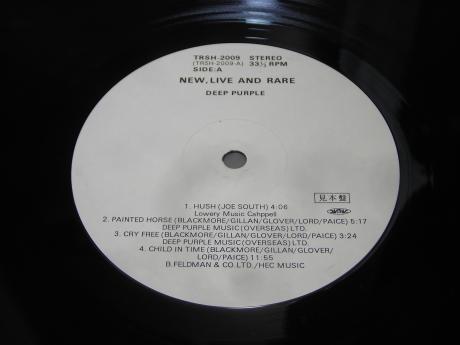 TRSH-2009 STEREO
(TRSH-2009-A) 33⅓ RPM
SIDE:A
NEW, LIVE AND RARE
DEEP PURPLE
見本盤
1. HUSH (JOE SOUTH) 4:06
Lowery Music Cahppell
2. PAINTED HORSE (BLACKMORE/GILLAN/GLOVER/LORD/PAICE) 5:17
DEEP PURPLE MUSIC (OVERSEAS) LTD.
3. CRY FREE (BLACKMORE/GILLAN/GLOVER/LORD/PAICE) 3:24
DEEP PURPLE MUSIC (OVERSEAS) LTD.
4. CHILD IN TIME (BLACKMORE/GILLAN/GLOVER/
LORD/PAICE) 11:55
B.FELDMAN & CO.LTD./HEC MUSIC